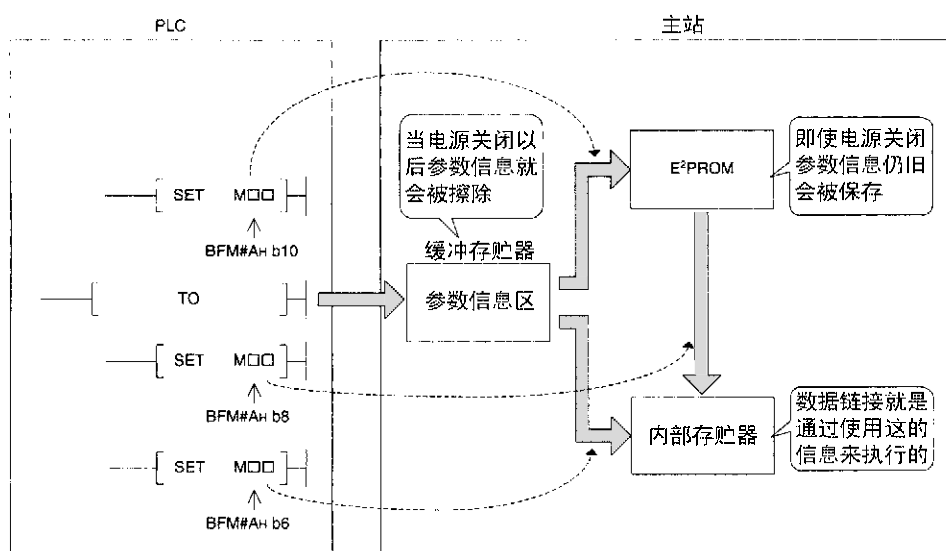 PLC
主站
当电源关闭以
后参数信息就
会被擦除
E²PROM
即使电源关闭
参数信息仍旧
会被保存
SET M□□
BFM#AH b10
缓冲存贮器
TO
参数信息区
SET M□□
BFM#AH b8
内部存贮器
数据链接就是
通过使用这的
信息来执行的
SET M□□
BFM#AH b6